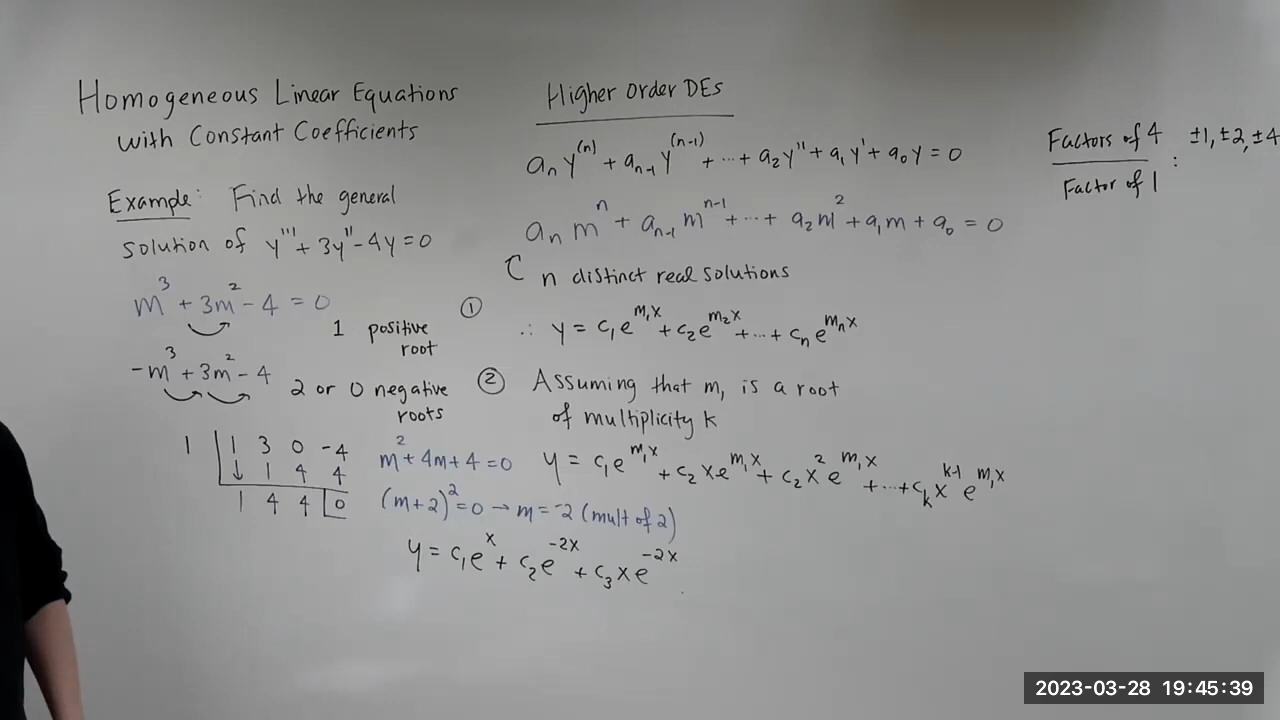 Homogeneous Linear Equations
with Constant Coefficients
Example: Find the general
solution of y''' + 3y'' - 4y = 0
m³ + 3m² - 4 = 0
1 positive
root
-m³ + 3m² - 4
2 or 0 negative
roots
1 | 1 3 0 -4
↓ 1 4 4
1 4 4 | 0
m² + 4m + 4 = 0
(m+2)² = 0 → m = -2 (mult of 2)
y = c₁eˣ + c₂e⁻²ˣ + c₃xe⁻²ˣ
Higher Order DEs
aₙy⁽ⁿ⁾ + aₙ₋₁y⁽ⁿ⁻¹⁾ + ... + a₂y'' + a₁y' + a₀y = 0
aₙmⁿ + aₙ₋₁mⁿ⁻¹ + ... + a₂m² + a₁m + a₀ = 0
n distinct real solutions
① ∴ y = c₁e^{m₁x} + c₂e^{m₂x} + ... + cₙe^{mₙx}
② Assuming that m₁ is a root
of multiplicity k
y = c₁e^{m₁x} + c₂xe^{m₁x} + c₂x²e^{m₁x} + ... + cₖx^{k-1}e^{m₁x}
Factors of 4 : ±1, ±2, ±4
Factor of 1
2023-03-28 19:45:39